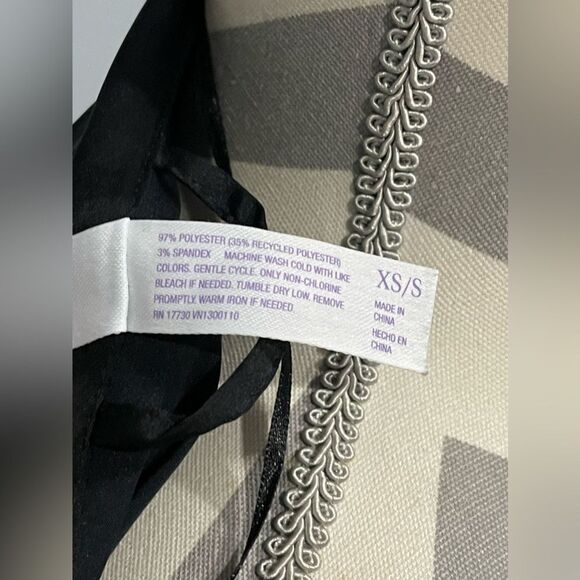 97% POLYESTER (35% RECYCLED POLYESTER)
3% SPANDEX MACHINE WASH COLD WITH LIKE
COLORS. GENTLE CYCLE. ONLY NON-CHLORINE
BLEACH IF NEEDED. TUMBLE DRY LOW. REMOVE
PROMPTLY. WARM IRON IF NEEDED.
RN 17730 VN1300110
XS/S
MADE IN
CHINA
HECHO EN
CHINA